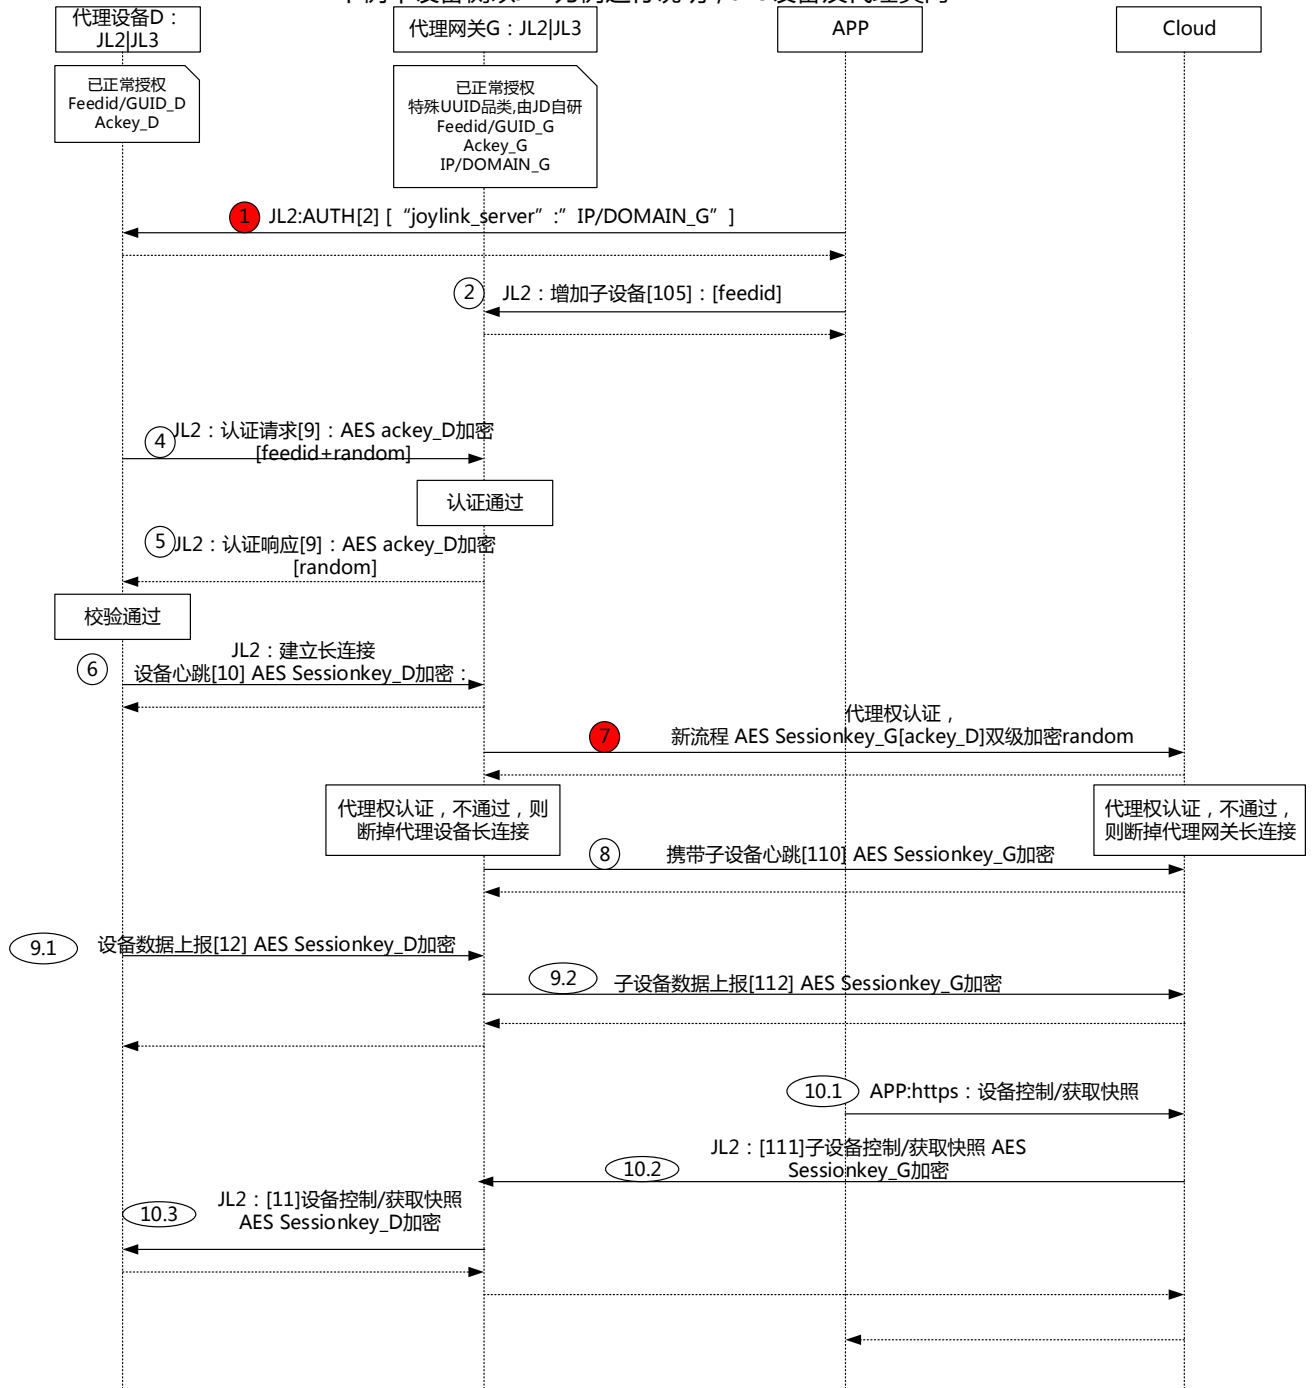 代理设备D：
JL2|JL3
代理网关G：JL2|JL3
APP
Cloud
已正常授权
Feedid/GUID_D
Ackey_D
已正常授权
特殊UUID品类,由JD自研
Feedid/GUID_G
Ackey_G
IP/DOMAIN_G
1 JL2:AUTH[2] [“joylink_server”:”IP/DOMAIN_G”]
2 JL2：增加子设备[105]：[feedid]
4 JL2：认证请求[9]：AES ackey_D加密
[feedid+random]
认证通过
5 JL2：认证响应[9]：AES ackey_D加密
[random]
校验通过
JL2：建立长连接
6 设备心跳[10] AES Sessionkey_D加密：
代理权认证，
7 新流程 AES Sessionkey_G[ackey_D]双级加密random
代理权认证，不通过，则
断掉代理设备长连接
代理权认证，不通过，
则断掉代理网关长连接
8 携带子设备心跳[110] AES Sessionkey_G加密
9.1 设备数据上报[12] AES Sessionkey_D加密
9.2 子设备数据上报[112] AES Sessionkey_G加密
10.1 APP:https：设备控制/获取快照
JL2：[111]子设备控制/获取快照 AES
10.2 Sessionkey_G加密
JL2：[11]设备控制/获取快照
10.3 AES Sessionkey_D加密